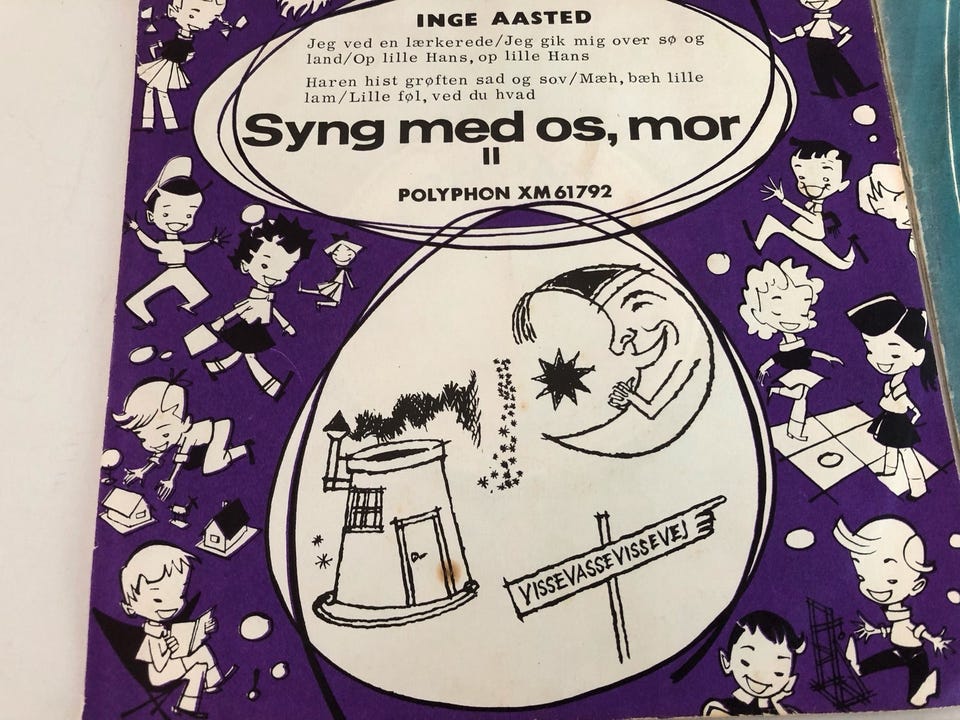 INGE AASTED
Jeg ved en lærkerede/Jeg gik mig over sø og
land/Op lille Hans, op lille Hans
Haren hist grøften sad og sov/Mæh, bæh lille
lam/Lille føl, ved du hvad
Syng med os, mor
II
POLYPHON XM 61792
VISSEVASSEVISSEVEJ